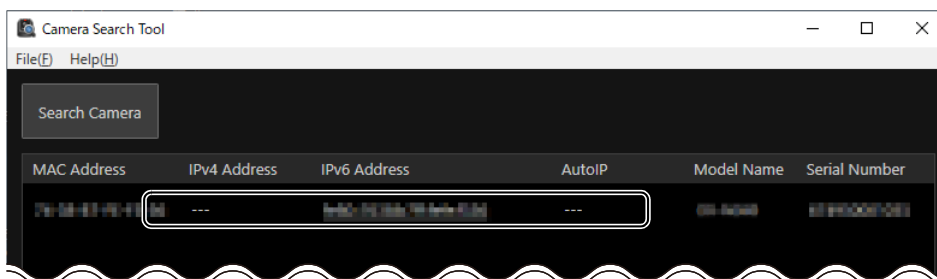 Camera Search Tool
File(F) Help(H)
Search Camera
MAC Address IPv4 Address IPv6 Address AutoIP Model Name Serial Number
--- ---